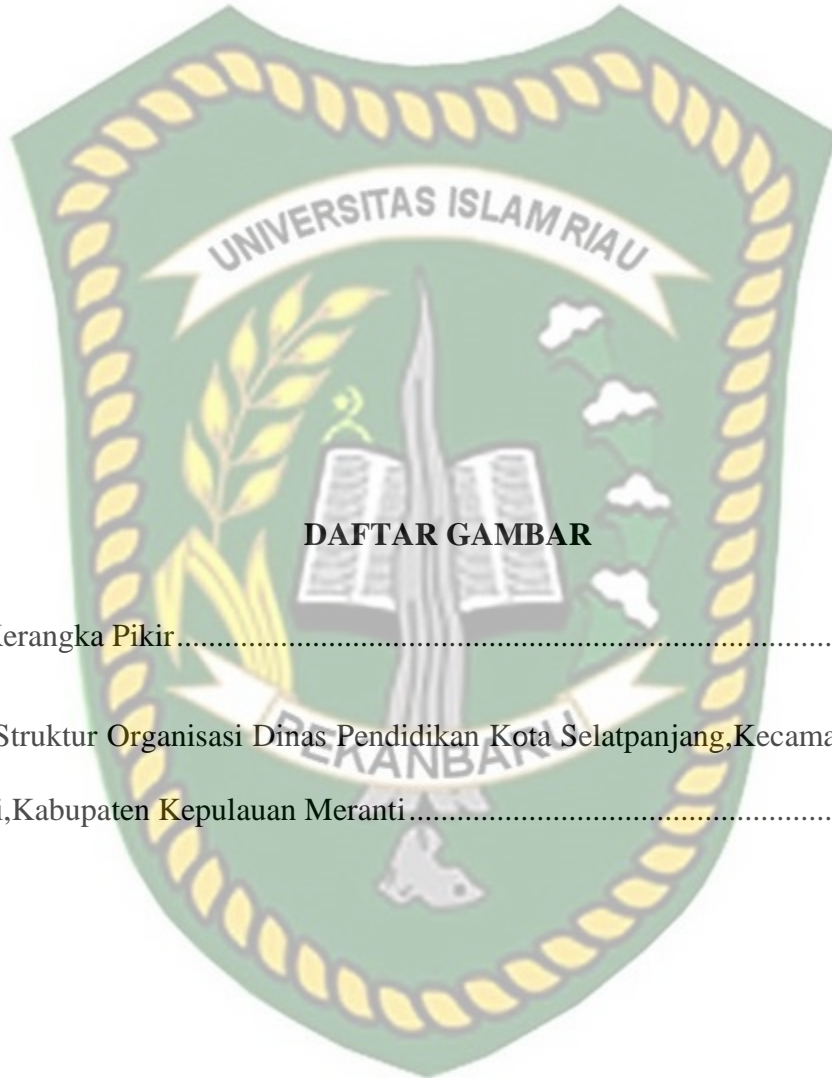 UNIVERSITAS ISLAM RIAU
DAFTAR GAMBAR
Kerangka Pikir..................................................................................
Struktur Organisasi Dinas Pendidikan Kota Selatpanjang,Kecama
i,Kabupaten Kepulauan Meranti.....................................................
PEKANBARU